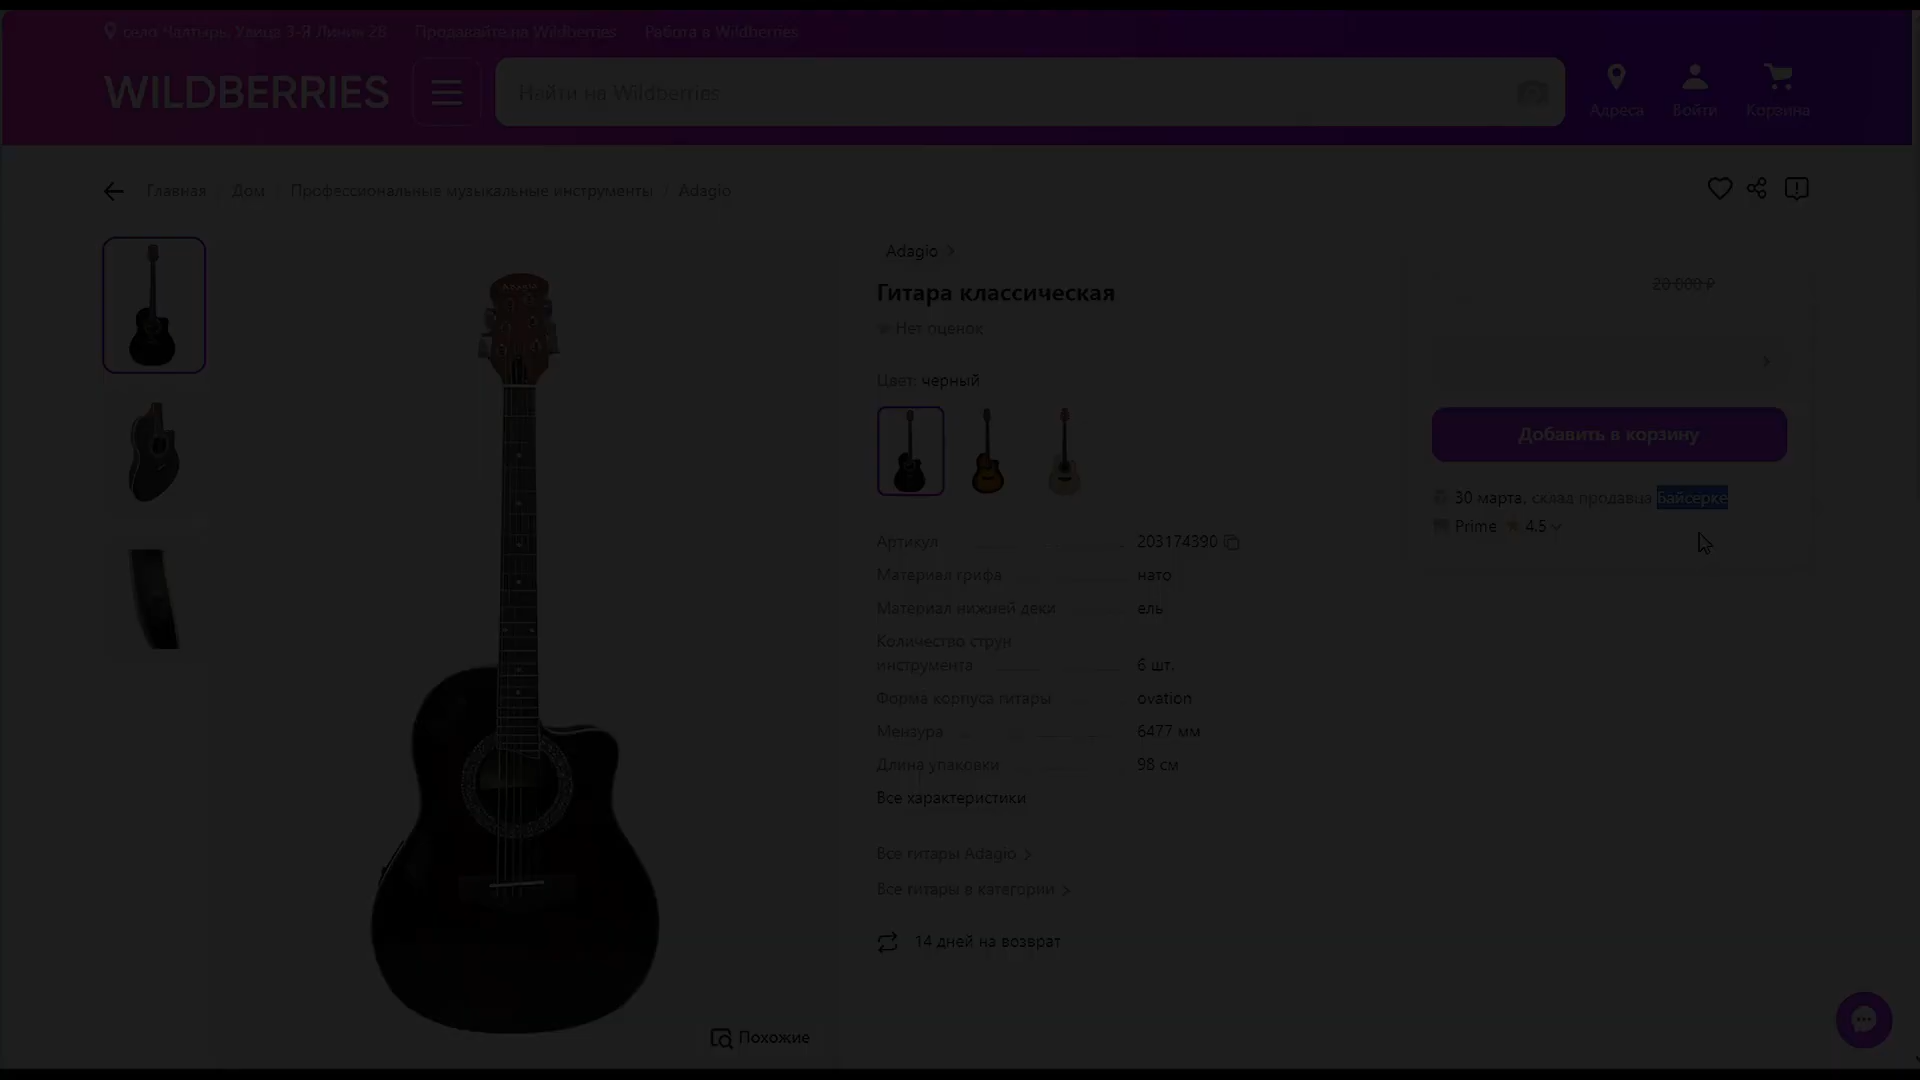 село Чалтырь, Улица 3-Я Линия 28 Продавайте на Wildberries Работа в Wildberries
WILDBERRIES
Найти на Wildberries
Адреса Войти Корзина
Главная / Дом / Профессиональные музыкальные инструменты / Adagio
Adagio
Гитара классическая
Нет оценок
Цвет: черный
Артикул 203174390
Материал грифа нато
Материал нижней деки ель
Количество струн
инструмента 6 шт.
Форма корпуса гитары ovation
Мензура 6477 мм
Длина упаковки 98 см
Все характеристики
Все гитары Adagio
Все гитары в категории
14 дней на возврат
20 000 ₽
Добавить в корзину
30 марта, склад продавца Байсерке
Prime 4.5
Похожие